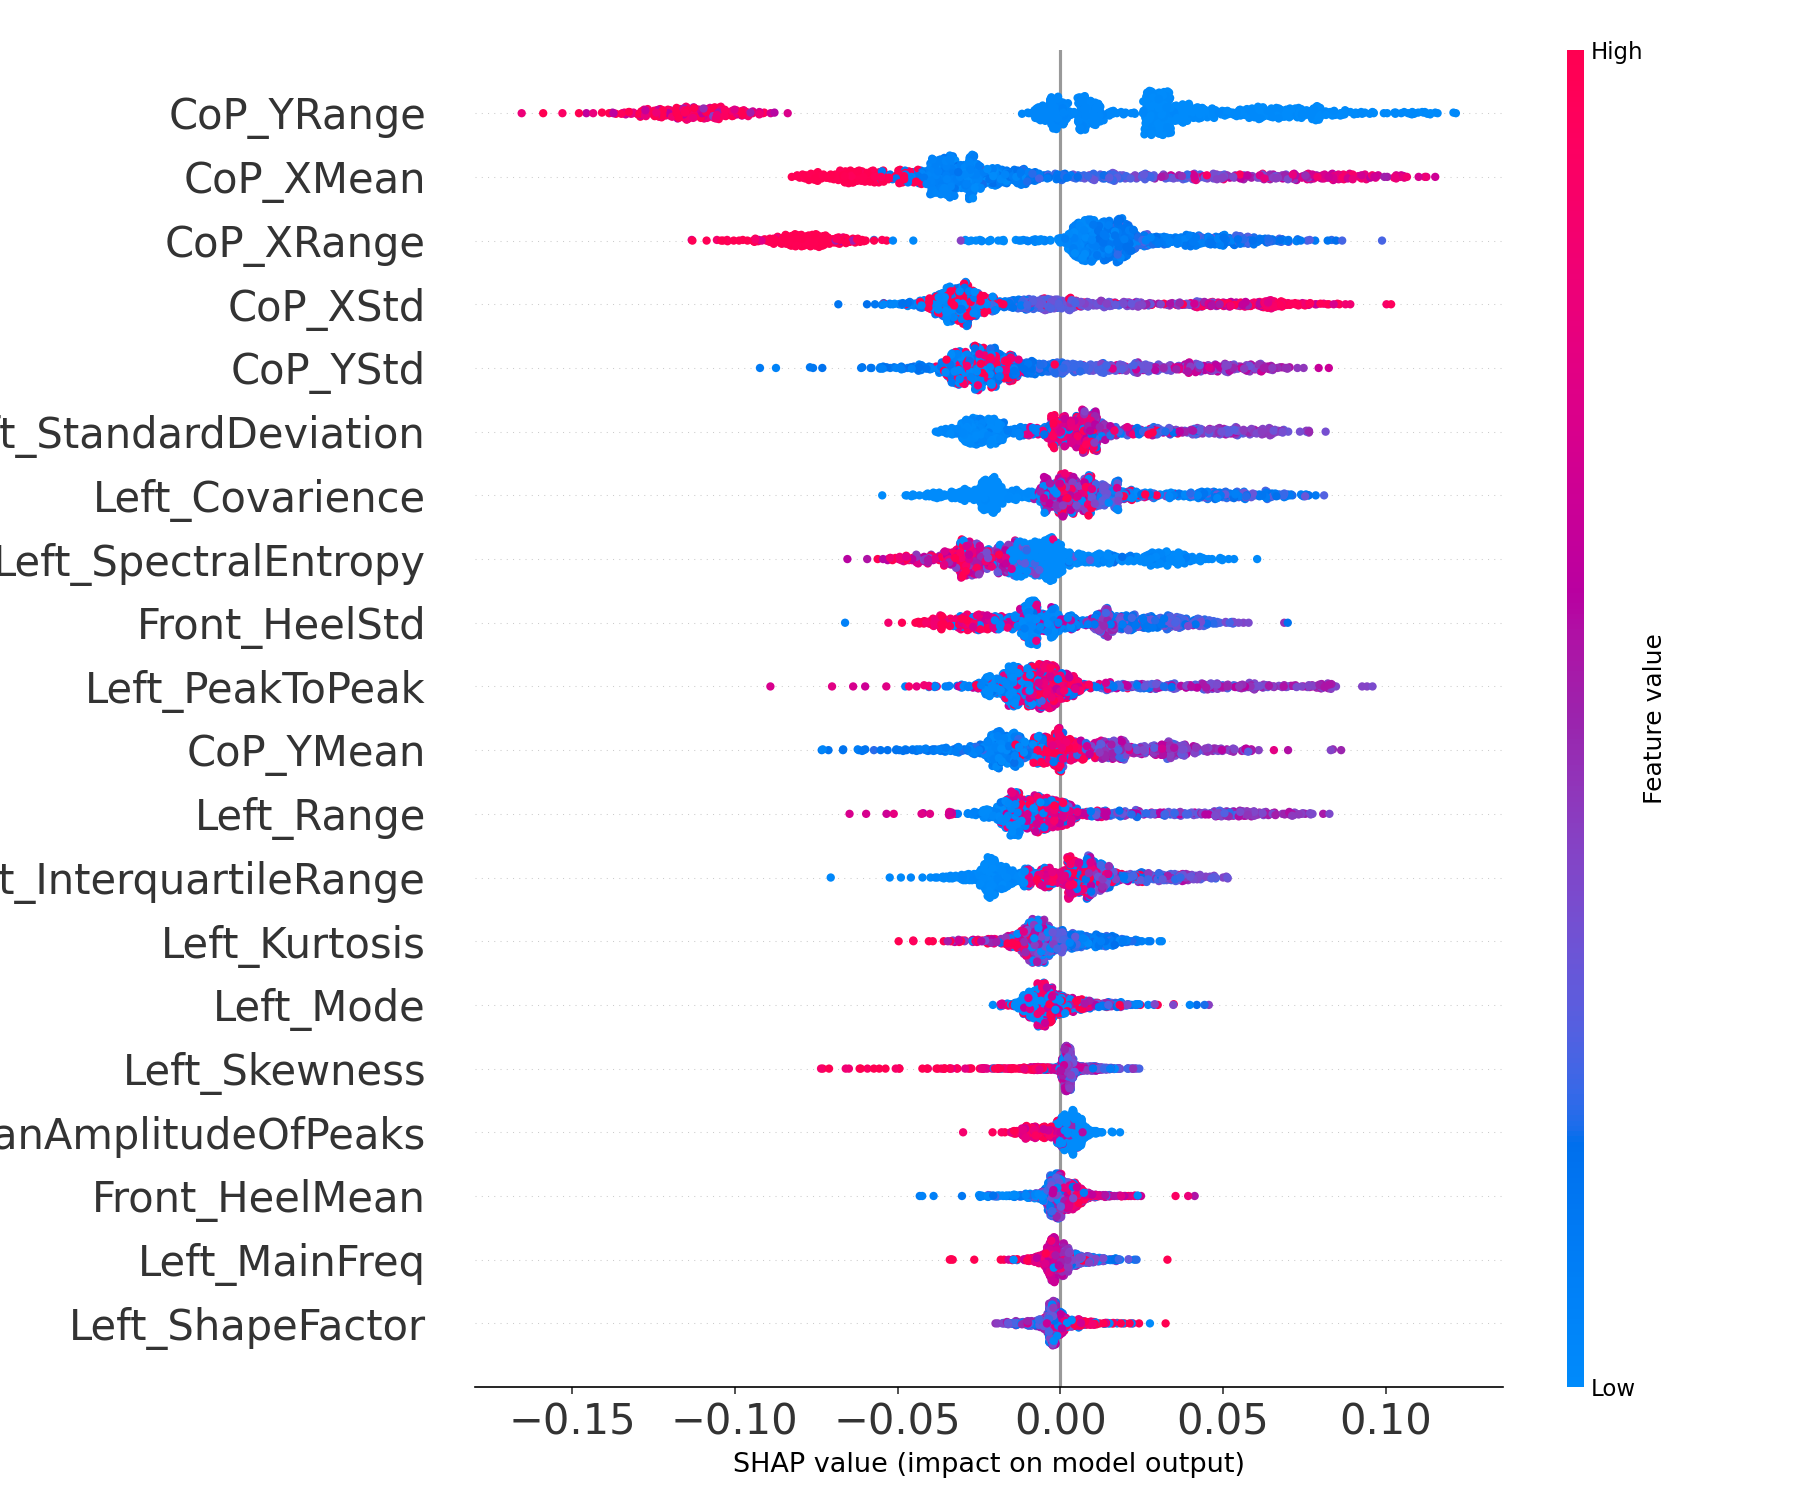 High
CoP_YRange
CoP_XMean
CoP_XRange
CoP_XStd
CoP_YStd
ft_StandardDeviation
Left_Covarience
Left_SpectralEntropy
Front_HeelStd
Left_PeakToPeak
CoP_YMean
Left_Range
ft_InterquartileRange
Left_Kurtosis
Left_Mode
Left_Skewness
anAmplitudeOfPeaks
Front_HeelMean
Left_MainFreq
Left_ShapeFactor
Feature value
Low
−0.15 −0.10 −0.05 0.00 0.05 0.10
SHAP value (impact on model output)